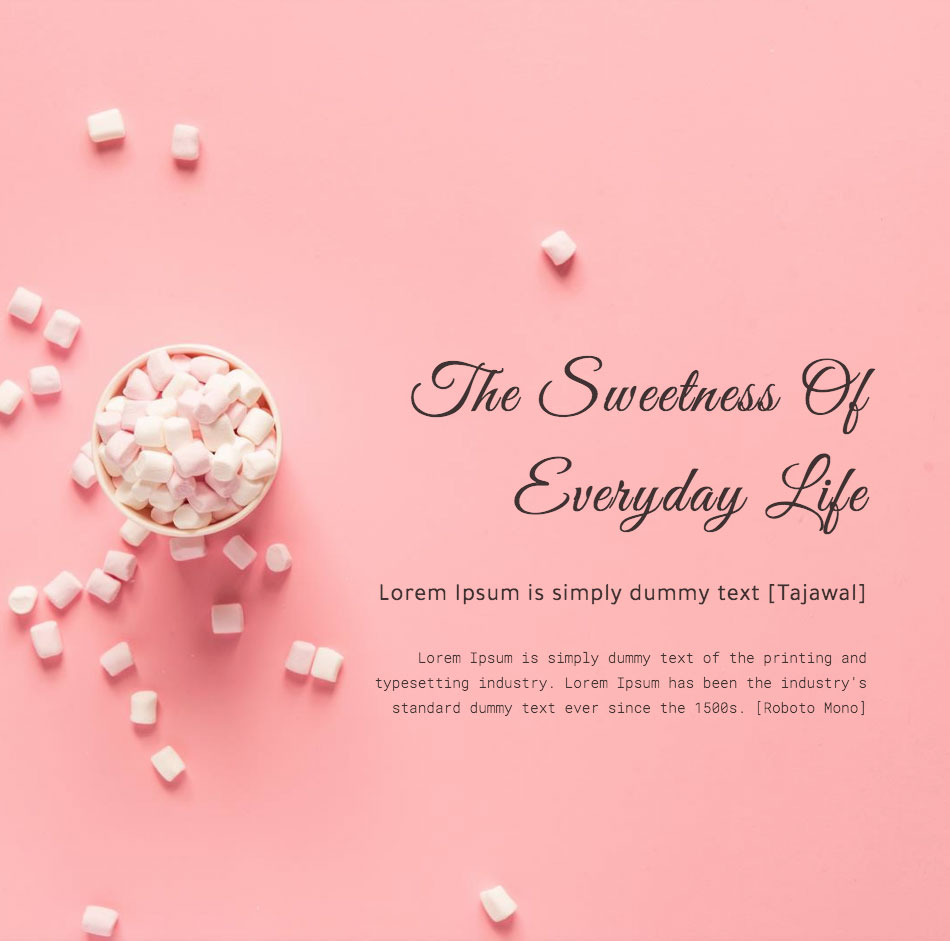 The Sweetness Of
Everyday Life
Lorem Ipsum is simply dummy text [Tajawal]
Lorem Ipsum is simply dummy text of the printing and
typesetting industry. Lorem Ipsum has been the industry's
standard dummy text ever since the 1500s. [Roboto Mono]